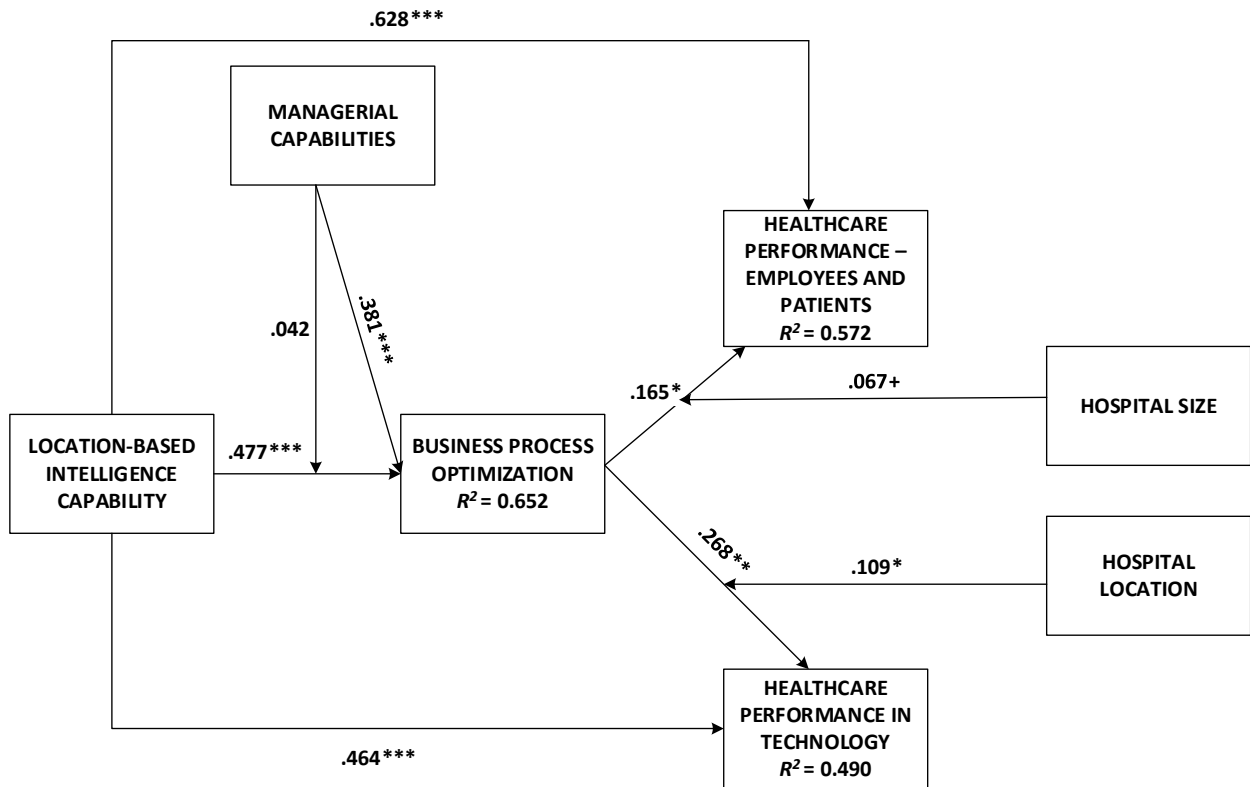 .628***
MANAGERIAL
CAPABILITIES
HEALTHCARE
PERFORMANCE –
EMPLOYEES AND
PATIENTS
R² = 0.572
.042
.381***
.165*
.067+
HOSPITAL SIZE
LOCATION-BASED
INTELLIGENCE
CAPABILITY
.477***
BUSINESS PROCESS
OPTIMIZATION
R² = 0.652
.268**
.109*
HOSPITAL
LOCATION
HEALTHCARE
PERFORMANCE IN
TECHNOLOGY
R² = 0.490
.464***